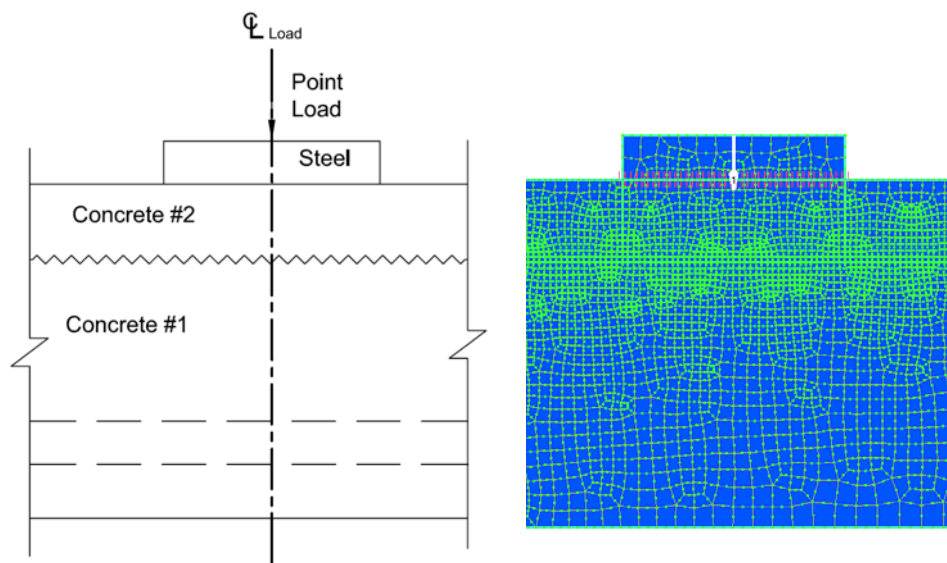 ℄ Load
Point
Load
Steel
Concrete #2
Concrete #1